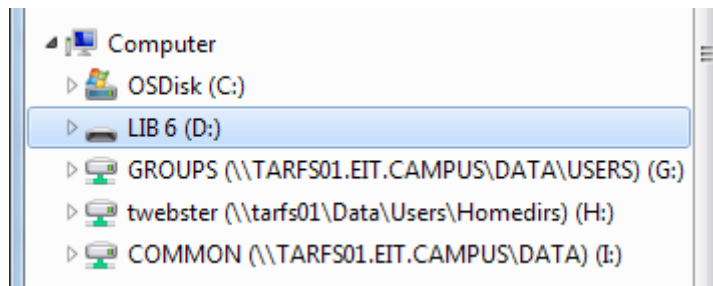 Computer
OSDisk (C:)
LIB 6 (D:)
GROUPS (\\TARFS01.EIT.CAMPUS\DATA\USERS) (G:)
twebster (\\tarfs01\Data\Users\Homedirs) (H:)
COMMON (\\TARFS01.EIT.CAMPUS\DATA) (I:)